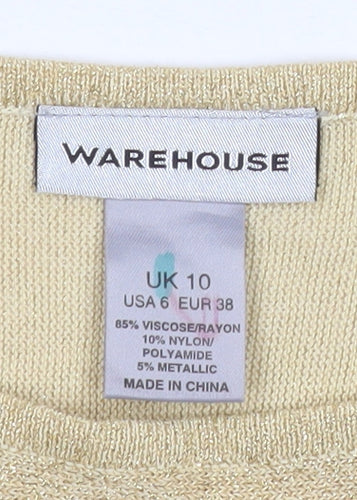 WAREHOUSE
UK 10
USA 6 EUR 38
85% VISCOSE/RAYON
10% NYLON/
POLYAMIDE
5% METALLIC
MADE IN CHINA